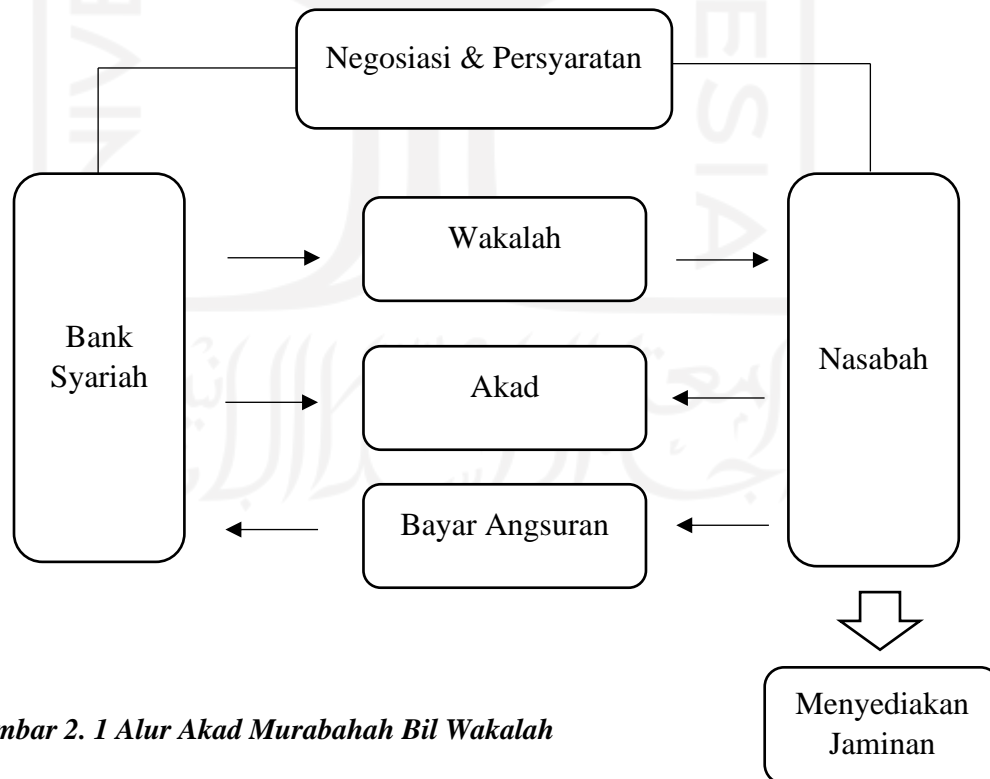 Negosiasi & Persyaratan
Wakalah
Bank
Syariah
Nasabah
Akad
Bayar Angsuran
Menyediakan
Jaminan
mbar 2. 1 Alur Akad Murabahah Bil Wakalah
ESIA